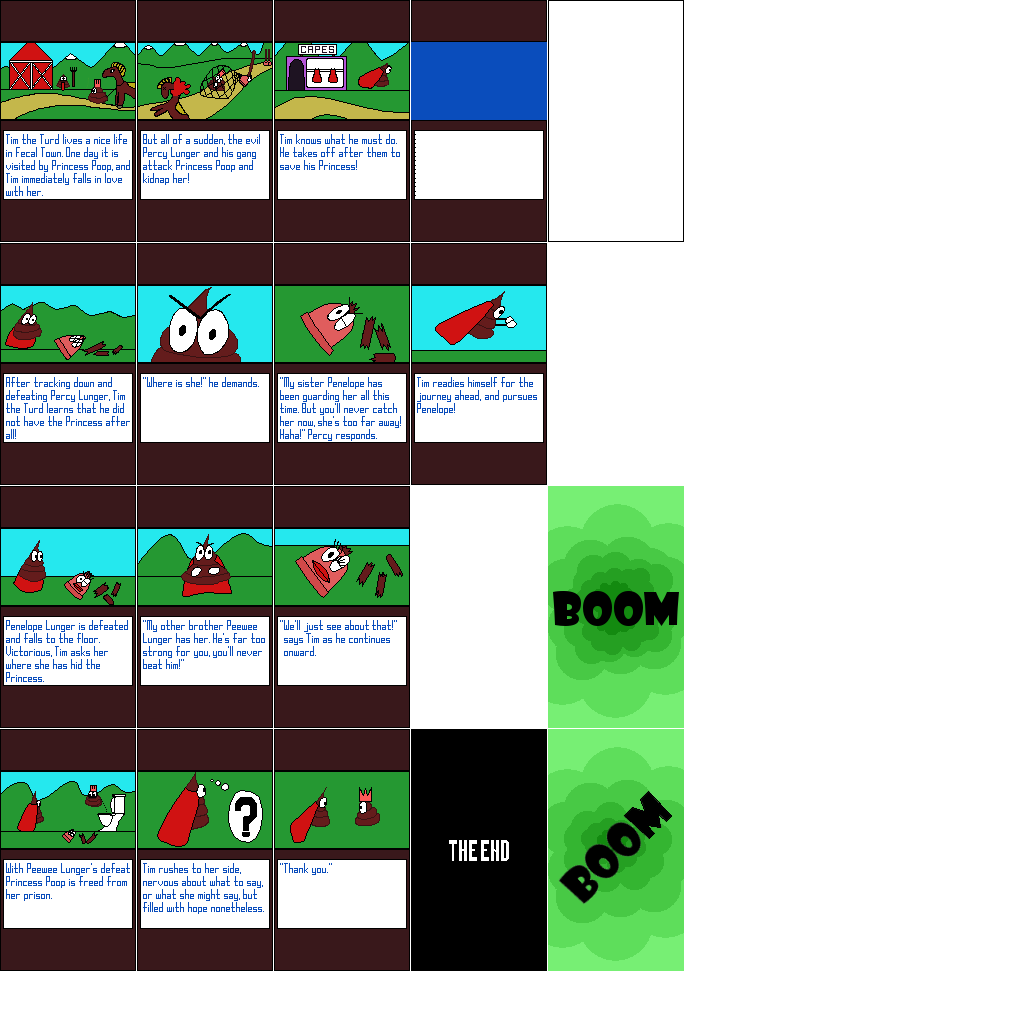 CAPES
Tim the Turd lives a nice life
in Fecal Town. One day it is
visited by Princess Poop, and
Tim immediately falls in love
with her.
But all of a sudden, the evil
Percy Lunger and his gang
attack Princess Poop and
kidnap her!
Tim knows what he must do.
He takes off after them to
save his Princess!
After tracking down and
defeating Percy Lunger, Tim
the Turd learns that he did
not have the Princess after
all!
"Where is she!" he demands.
"My sister Penelope has
been guarding her all this
time. But you'll never catch
her now, she's too far away!
Haha!" Percy responds.
Tim readies himself for the
journey ahead, and pursues
Penelope!
Penelope Lunger is defeated
and falls to the floor.
Victorious, Tim asks her
where she has hid the
Princess.
"My other brother Peewee
Lunger has her. He's far too
strong for you, you'll never
beat him!"
"We'll just see about that!"
says Tim as he continues
onward.
BOOM
With Peewee Lunger's defeat
Princess Poop is freed from
her prison.
?
Tim rushes to her side,
nervous about what to say,
or what she might say, but
filled with hope nonetheless.
"Thank you."
THE END
BOOM